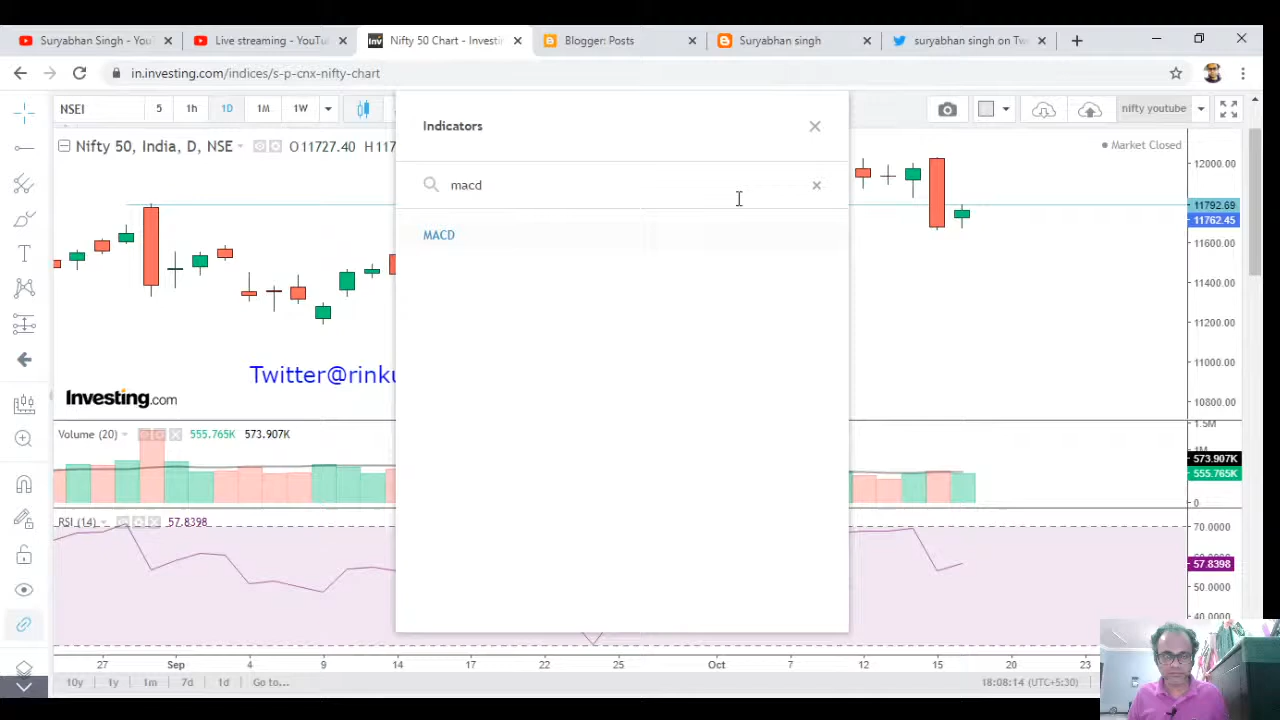 Suryabhan Singh - You
Live streaming - YouTu
Inv
Nifty 50 Chart - Investin
Blogger: Posts
Suryabhan singh
suryabhan singh on Tw
in.investing.com/indices/s-p-cnx-nifty-chart
NSEI
5
1h
1D
1M
1W
nifty youtube
Indicators
Nifty 50, India, D, NSE
O11727.40
H117
Market Closed
macd
MACD
12000.00
11792.69
11762.45
11600.00
11400.00
11200.00
11000.00
10800.00
Twitter@rinku
Investing.com
Volume (20)
555.765K
573.907K
1.5M
573.907K
555.765K
0
RSI (14)
57.8398
70.0000
57.8398
50.0000
40.0000
27
Sep
4
9
14
17
22
25
Oct
7
12
15
20
23
10y
1y
1m
7d
1d
Go to...
18:08:14 (UTC+5:30)